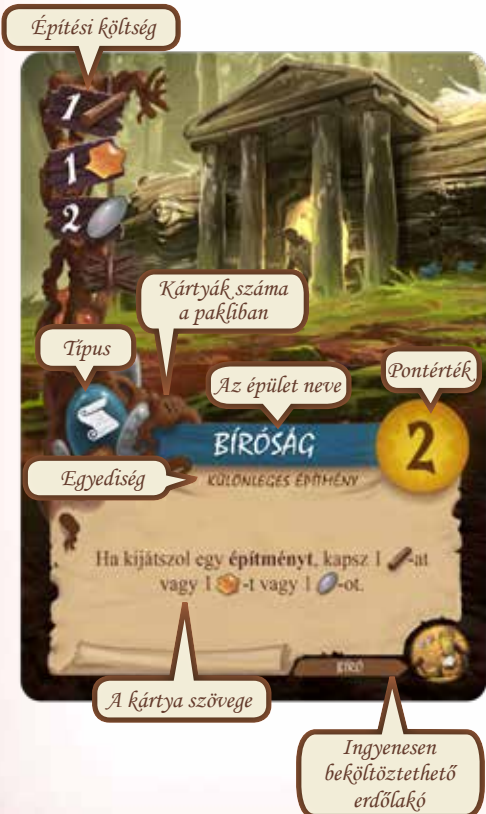 Építési költség
1
1
2
Kártyák száma
a pakliban
Típus
Az épület neve
Pontérték
BÍRÓSÁG
2
Egyediség
KÜLÖNLEGES ÉPÍTMÉNY
Ha kijátszol egy építményt, kapsz 1 -at
vagy 1 -t vagy 1 -ot.
BÍRÓ
A kártya szövege
Ingyenesen
beköltöztethető
erdőlakó